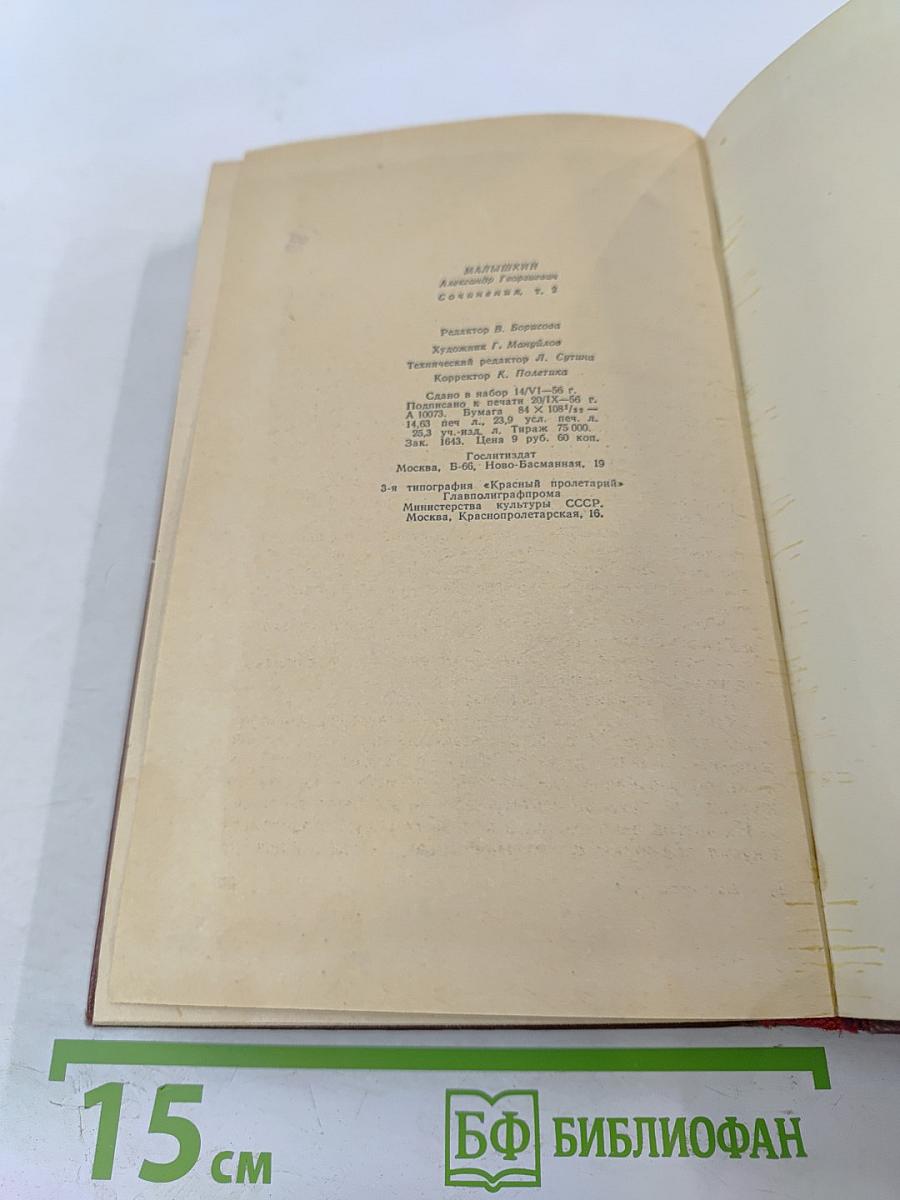 МАЛЫШКИН
Александр Георгиевич
Сочинения, т. 2
Редактор В. Борисова
Художник Г. Мануйлов
Технический редактор Л. Сутина
Корректор К. Полетика
Сдано в набор 14/VI—56 г.
Подписано к печати 20/IX—56 г.
А 10073. Бумага 84 × 108¹/₃₂ —
14,63 печ л., 23,9 усл. печ. л.
25,3 уч.-изд. л. Тираж 75 000.
Зак. 1643. Цена 9 руб. 60 коп.
Гослитиздат
Москва, Б-66, Ново-Басманная, 19
3-я типография «Красный пролетарий»
Главполиграфпрома
Министерства культуры СССР.
Москва, Краснопролетарская, 16.
15 см
БФ БИБЛИОФАН